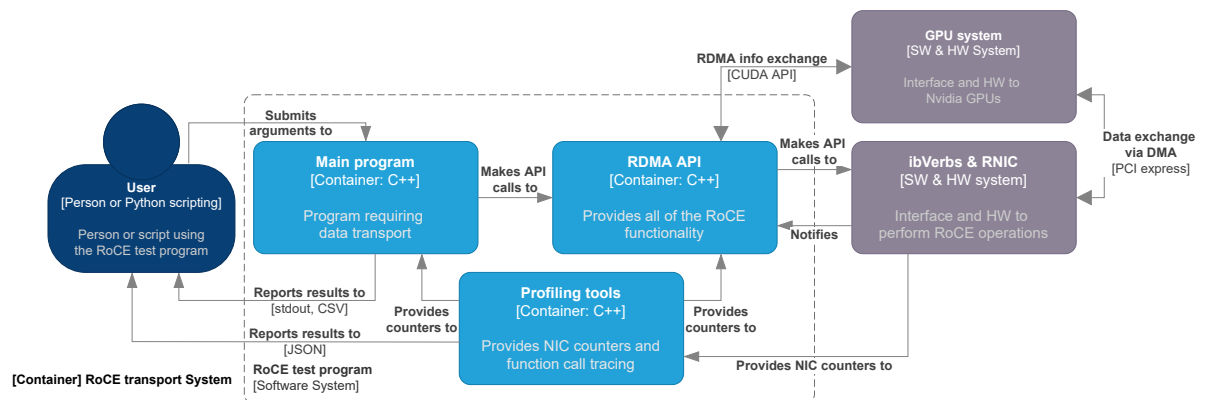 GPU system
[SW & HW System]
Interface and HW to
Nvidia GPUs
RDMA info exchange
[CUDA API]
Submits
arguments to
Main program
[Container: C++]
Program requiring
data transport
Makes API
calls to
RDMA API
[Container: C++]
Provides all of the RoCE
functionality
Makes API
calls to
ibVerbs & RNIC
[SW & HW system]
Interface and HW to
perform RoCE operations
Data exchange
via DMA
[PCI express]
User
[Person or Python scripting]
Person or script using
the RoCE test program
Notifies
Reports results to
[stdout, CSV]
Provides
counters to
Profiling tools
[Container: C++]
Provides NIC counters and
function call tracing
Provides
counters to
Reports results to
[JSON]
Provides NIC counters to
RoCE test program
[Software System]
[Container] RoCE transport System